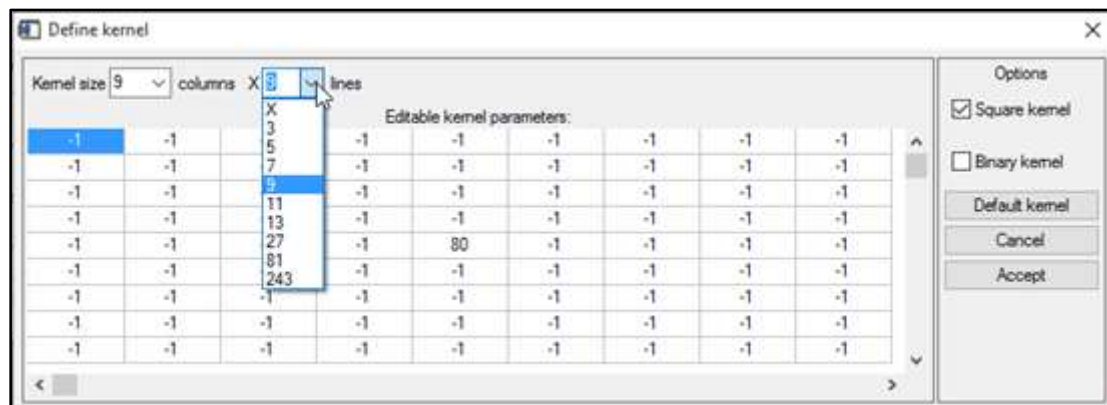 Define kernel
Kernel size 9 columns X 9 lines
Options
X
3
5
7
9
11
13
27
81
243
Editable kernel parameters:
Square kernel
Binary kernel
Default kernel
Cancel
Accept
-1 -1 -1 -1 -1 -1 -1 -1
-1 -1 -1 -1 -1 -1 -1 -1
-1 -1 -1 -1 -1 -1 -1 -1
-1 -1 -1 -1 -1 -1 -1 -1
-1 -1 -1 80 -1 -1 -1 -1
-1 -1 -1 -1 -1 -1 -1 -1
-1 -1 -1 -1 -1 -1 -1 -1 -1
-1 -1 -1 -1 -1 -1 -1 -1 -1
-1 -1 -1 -1 -1 -1 -1 -1 -1